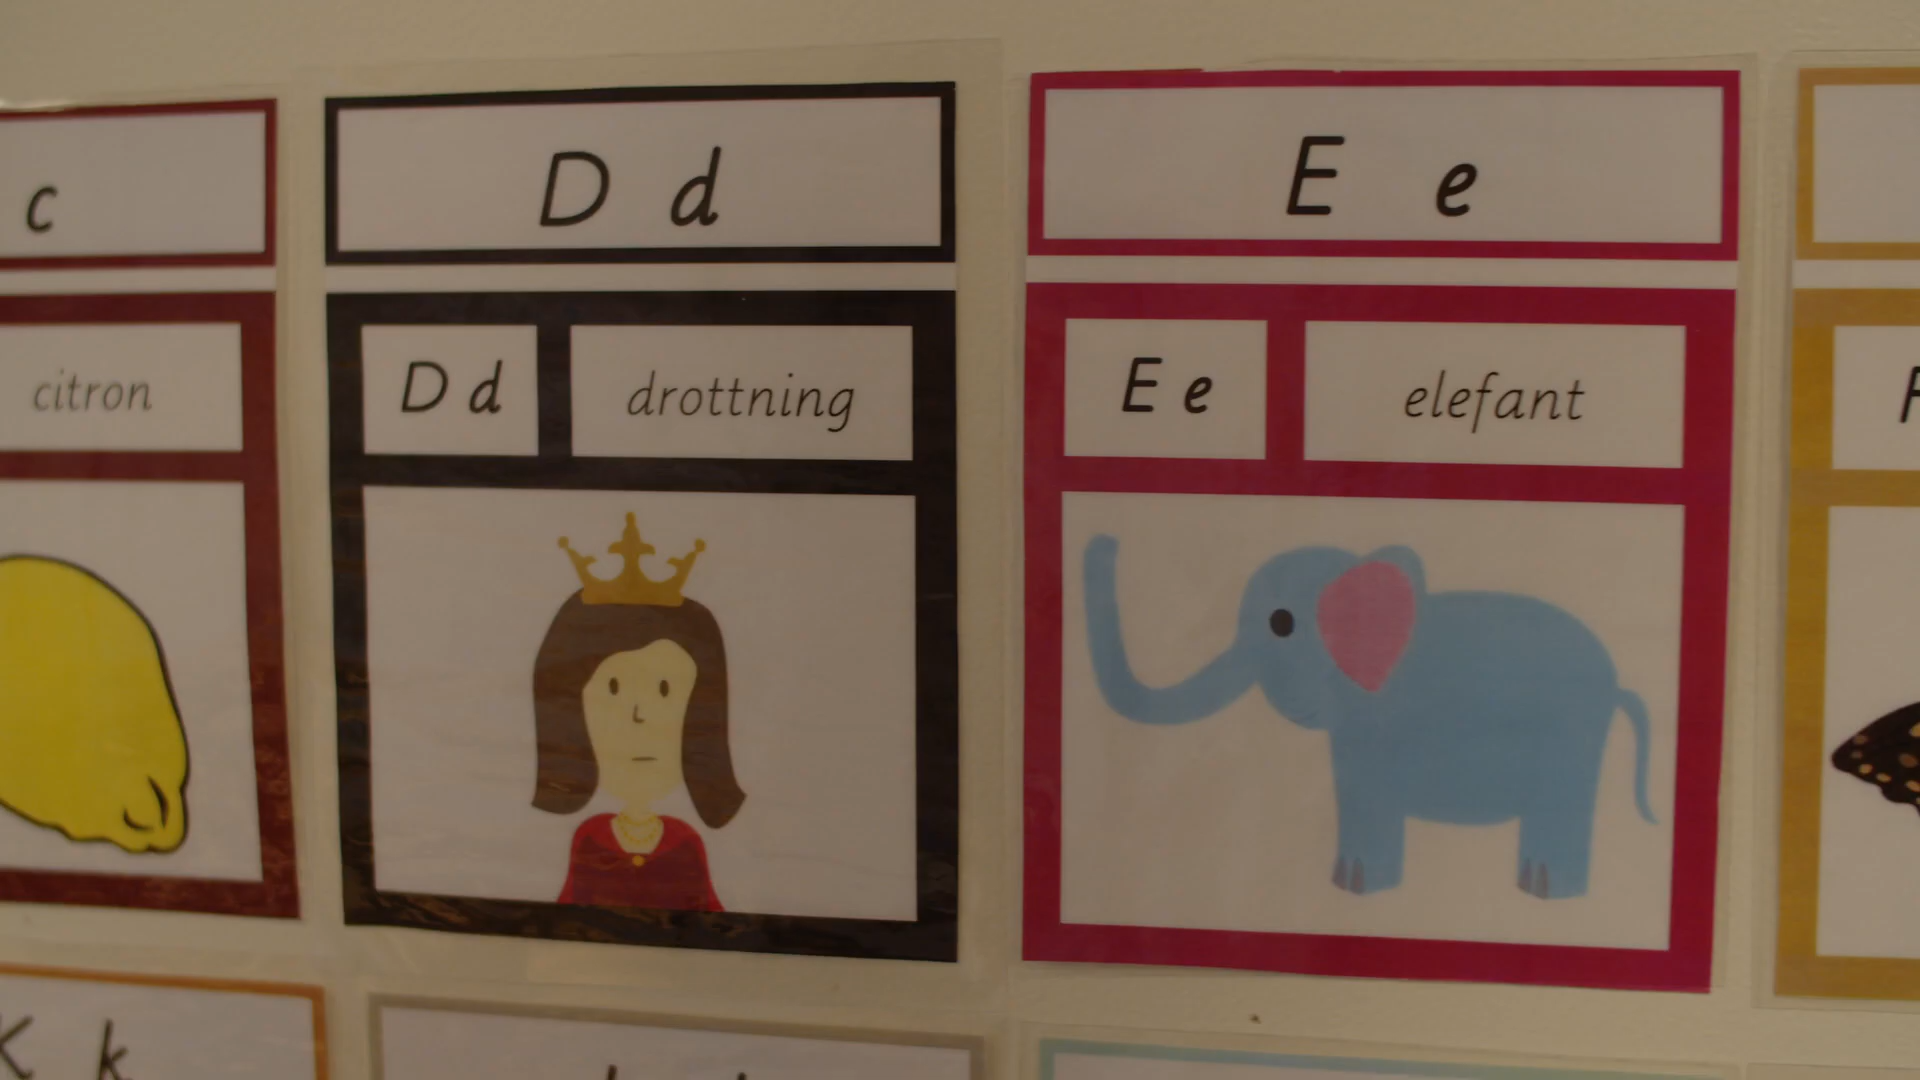 c
D d
E e
citron
D d
drottning
E e
elefant
F
K k